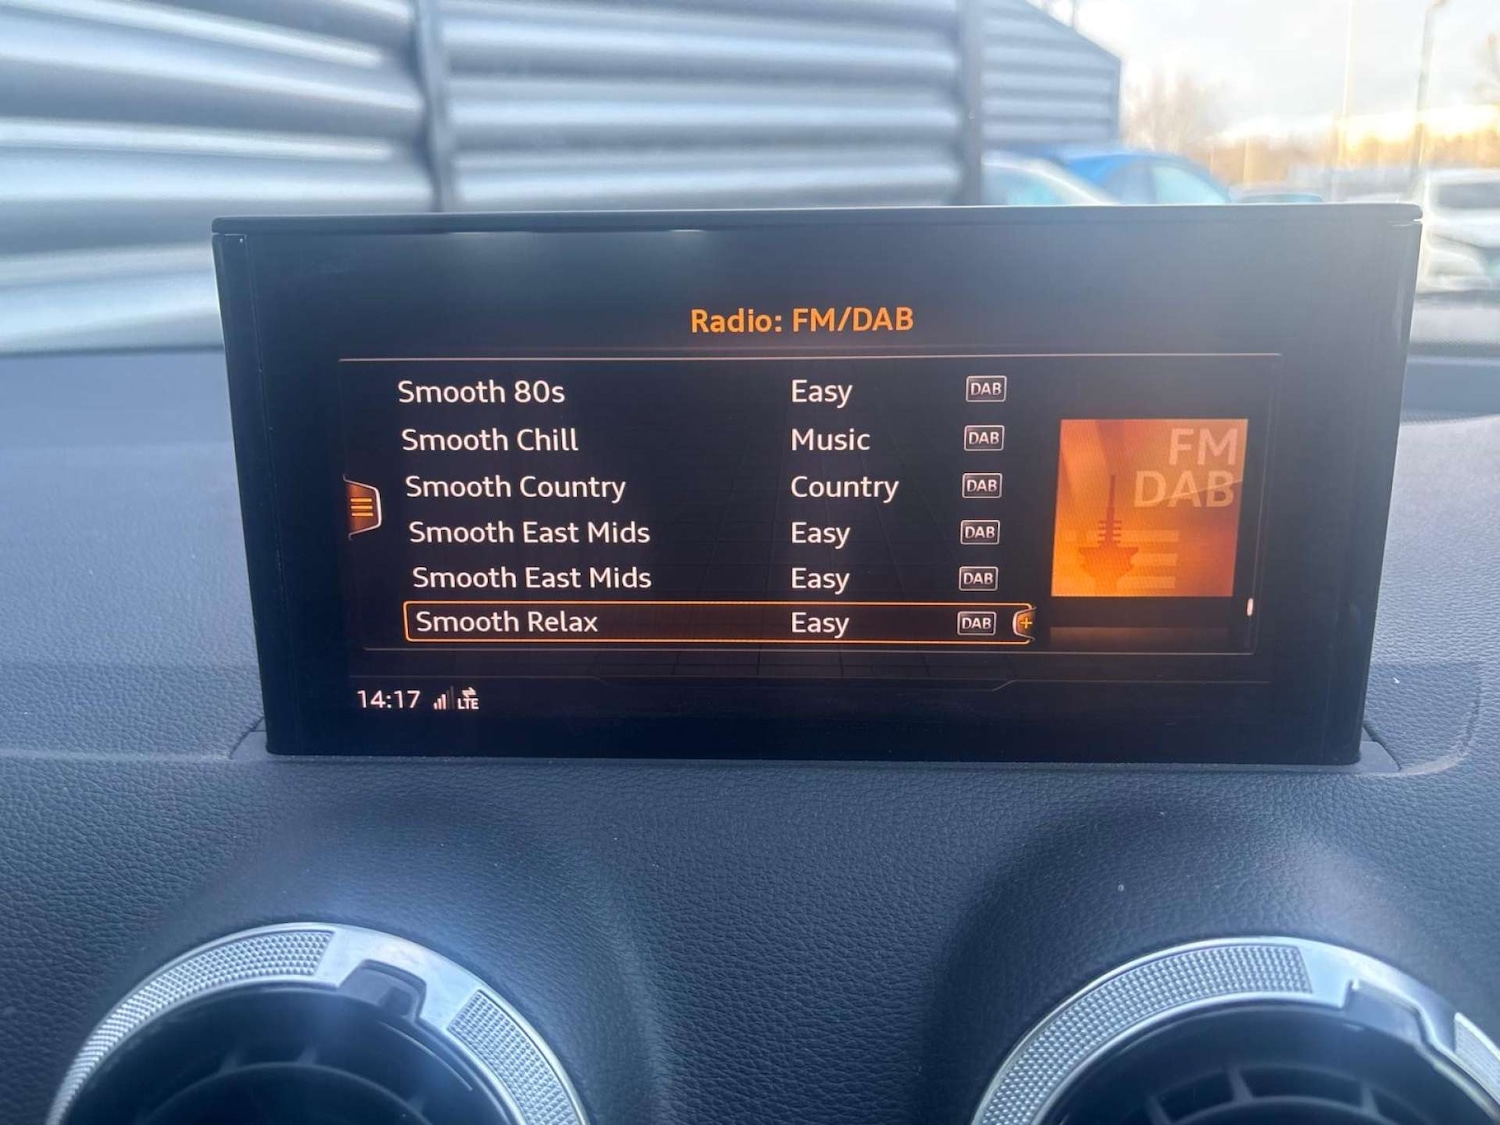 Radio: FM/DAB
Smooth 80s Easy DAB
Smooth Chill Music DAB
Smooth Country Country DAB
Smooth East Mids Easy DAB
Smooth East Mids Easy DAB
Smooth Relax Easy DAB +
FM
DAB
14:17 LTE